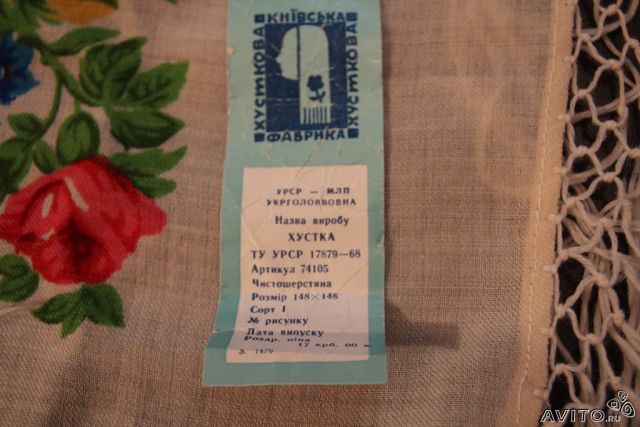 КИЇВСЬКА
ХУСТКОВА
ХУСТКОВА
ФАБРИКА
УРСР — МЛП
УКРГОЛОВВОВНА
Назва виробу
ХУСТКА
ТУ УРСР 17879—68
Артикул 74105
Чистошерстяна
Розмір 148×148
Сорт I
№ рисунку
Дата випуску
Роздр. ціна
17 крб. 00 к.
З. 1470
AVITO.ru